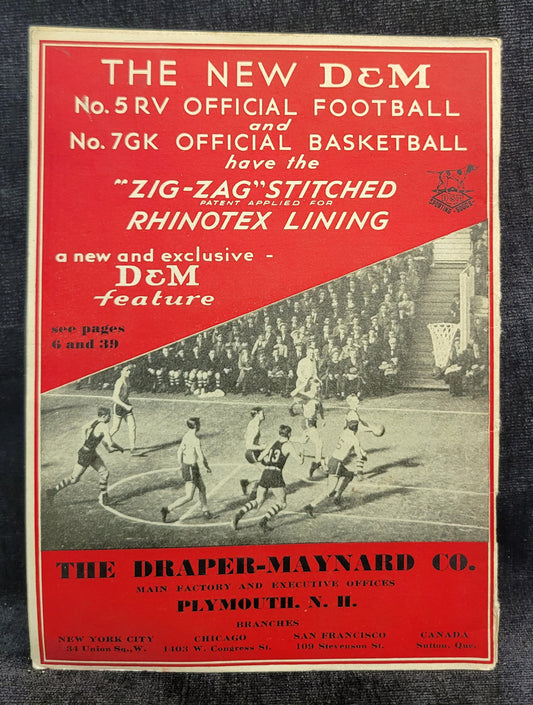 THE NEW D&M
No. 5 RV OFFICIAL FOOTBALL
and
No. 7GK OFFICIAL BASKETBALL
have the
"ZIG-ZAG" STITCHED
PATENT APPLIED FOR
RHINOTEX LINING
D&M
SPORTING GOODS
a new and exclusive -
D&M
feature
see pages
6 and 39
13
THE DRAPER-MAYNARD CO.
MAIN FACTORY AND EXECUTIVE OFFICES
PLYMOUTH, N. H.
BRANCHES
NEW YORK CITY CHICAGO SAN FRANCISCO CANADA
34 Union Sq., W. 1403 W. Congress St. 109 Stevenson St. Sutton, Que.